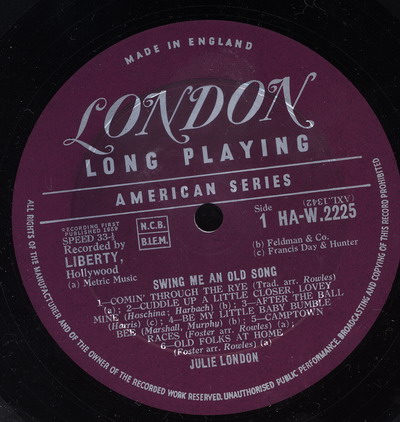 MADE IN ENGLAND
LONDON
LONG PLAYING
AMERICAN SERIES
RECORDING FIRST
PUBLISHED 1959
SPEED 33⅓
Recorded by
LIBERTY,
Hollywood
(a) Metric Music
N.C.B.
B.I.E.M.
Side
1 HA-W.2225
(AXL.1342)
(b) Feldman & Co.
(c) Francis Day & Hunter
SWING ME AN OLD SONG
1—COMIN' THROUGH THE RYE (Trad. arr. Rowles)
(a); 2—CUDDLE UP A LITTLE CLOSER, LOVEY
MINE (Hoschina; Harbach) (b); 3—AFTER THE BALL
(Harris) (c); 4—BE MY LITTLE BABY BUMBLE
BEE (Marshall, Murphy) (b); 5—CAMPTOWN
RACES (Foster arr. Rowles) (a);
6—OLD FOLKS AT HOME
(Foster arr. Rowles) (a)
JULIE LONDON
ALL RIGHTS OF THE MANUFACTURER AND OF THE OWNER OF THE RECORDED WORK RESERVED. UNAUTHORISED PUBLIC PERFORMANCE, BROADCASTING AND COPYING OF THIS RECORD PROHIBITED